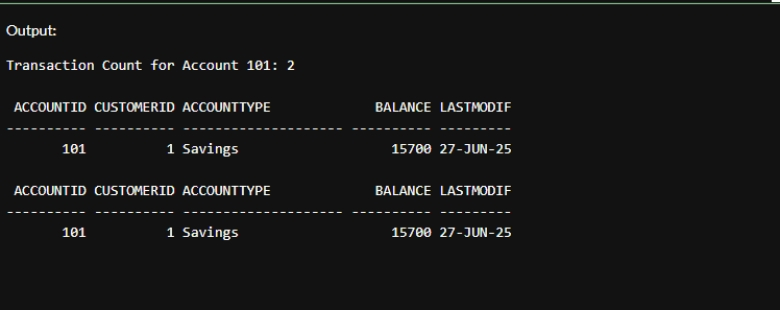 Output:
Transaction Count for Account 101: 2
ACCOUNTID CUSTOMERID ACCOUNTTYPE             BALANCE LASTMODIF
---------- ---------- -------------------- ---------- ---------
       101          1 Savings                   15700 27-JUN-25
ACCOUNTID CUSTOMERID ACCOUNTTYPE             BALANCE LASTMODIF
---------- ---------- -------------------- ---------- ---------
       101          1 Savings                   15700 27-JUN-25